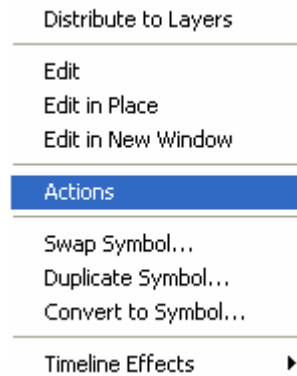 Distribute to Layers
Edit
Edit in Place
Edit in New Window
Actions
Swap Symbol...
Duplicate Symbol...
Convert to Symbol...
Timeline Effects